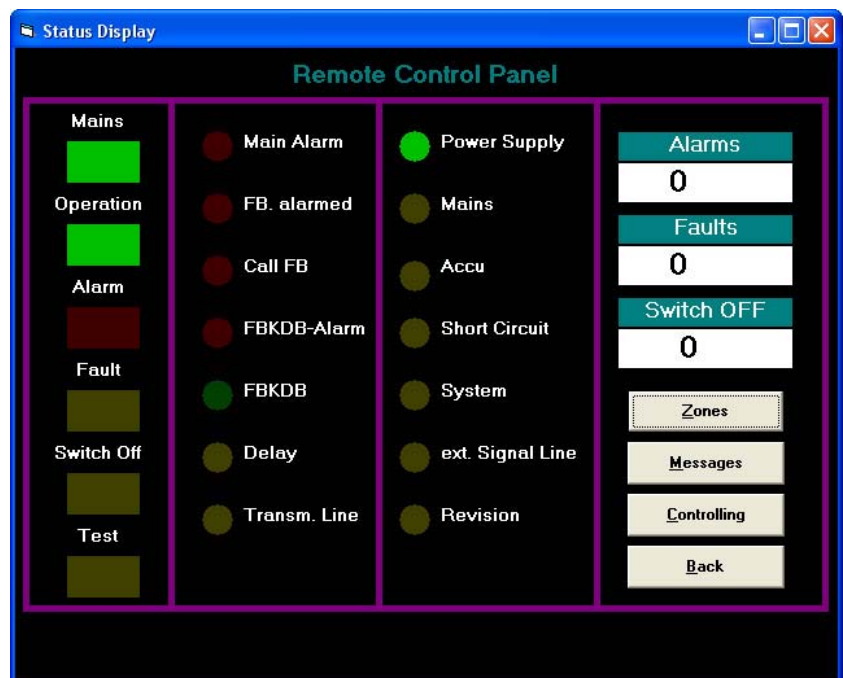 Status Display
Remote Control Panel
Mains
Operation
Alarm
Fault
Switch Off
Test
Main Alarm
FB. alarmed
Call FB
FBKDB-Alarm
FBKDB
Delay
Transm. Line
Power Supply
Mains
Accu
Short Circuit
System
ext. Signal Line
Revision
Alarms
0
Faults
0
Switch OFF
0
Zones
Messages
Controlling
Back